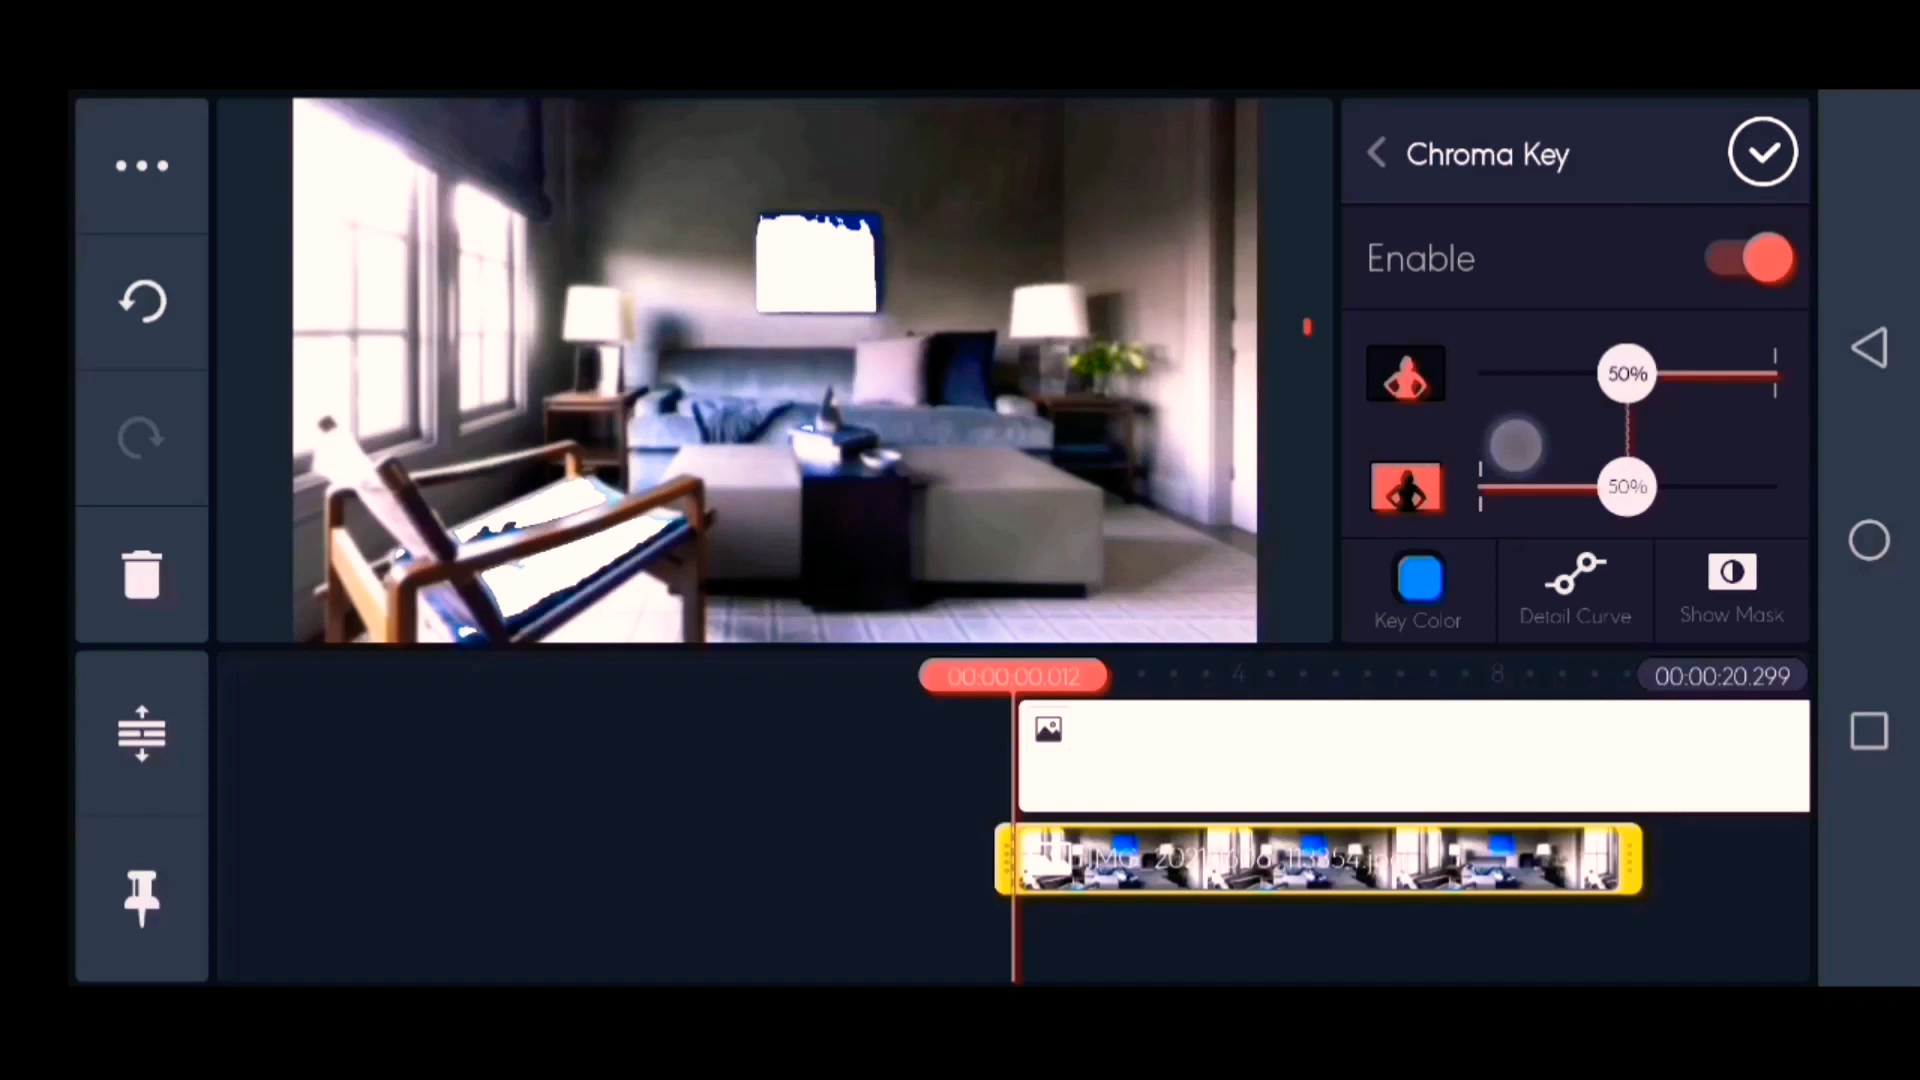 Chroma Key
Enable
50%
50%
Key Color
Detail Curve
Show Mask
00:00:00.012
4
8
00:00:20.299